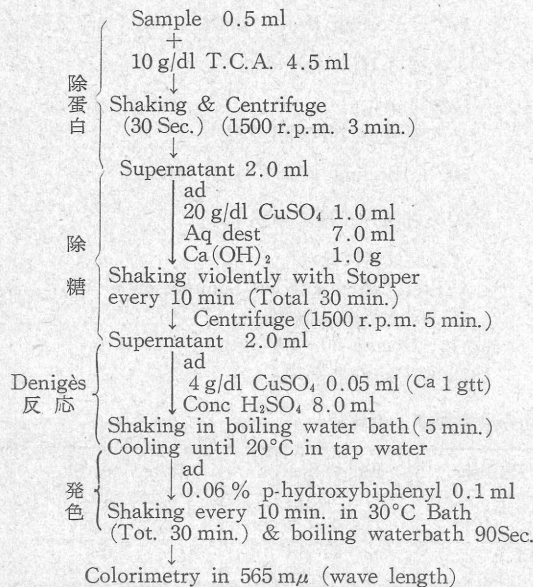 Sample 0.5 ml
+
10 g/dl T.C.A. 4.5 ml
↓
除蛋白
Shaking & Centrifuge
(30 Sec.) (1500 r.p.m. 3 min.)
↓
Supernatant 2.0 ml
ad
20 g/dl CuSO₄ 1.0 ml
Aq dest 7.0 ml
Ca(OH)₂ 1.0 g
除糖
Shaking violently with Stopper
every 10 min (Total 30 min.)
↓ Centrifuge (1500 r.p.m. 5 min.)
Supernatant 2.0 ml
ad
Denigès
反応
4 g/dl CuSO₄ 0.05 ml (Ca 1 gtt)
Conc H₂SO₄ 8.0 ml
Shaking in boiling water bath (5 min.)
Cooling until 20°C in tap water
ad
発色
0.06 % p-hydroxybiphenyl 0.1 ml
Shaking every 10 min. in 30°C Bath
(Tot. 30 min.) & boiling waterbath 90Sec.
↓
Colorimetry in 565 mμ (wave length)